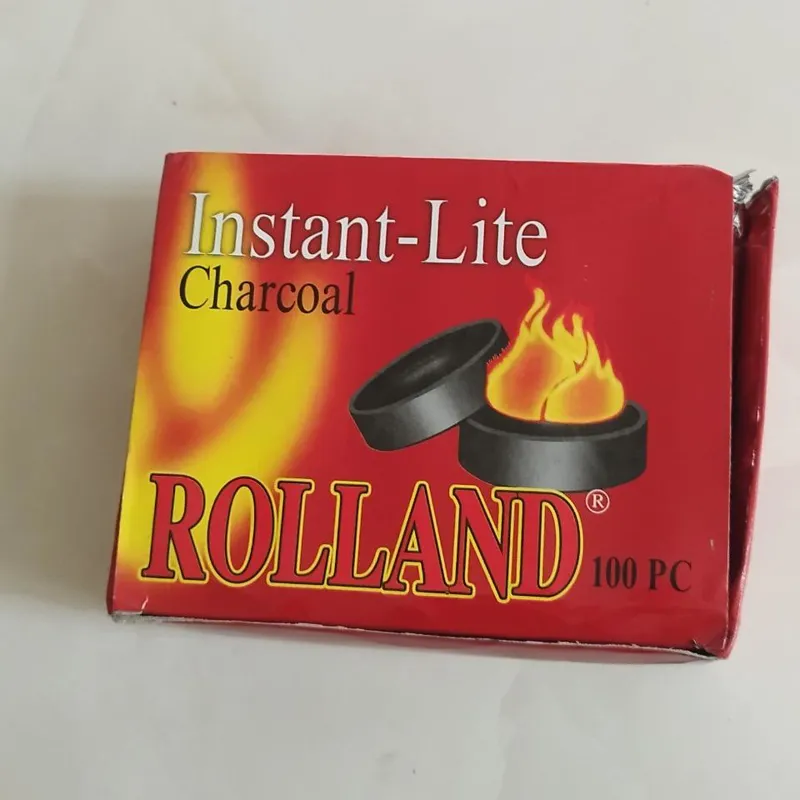 Instant-Lite
Charcoal
ROLLAND®
100 PC